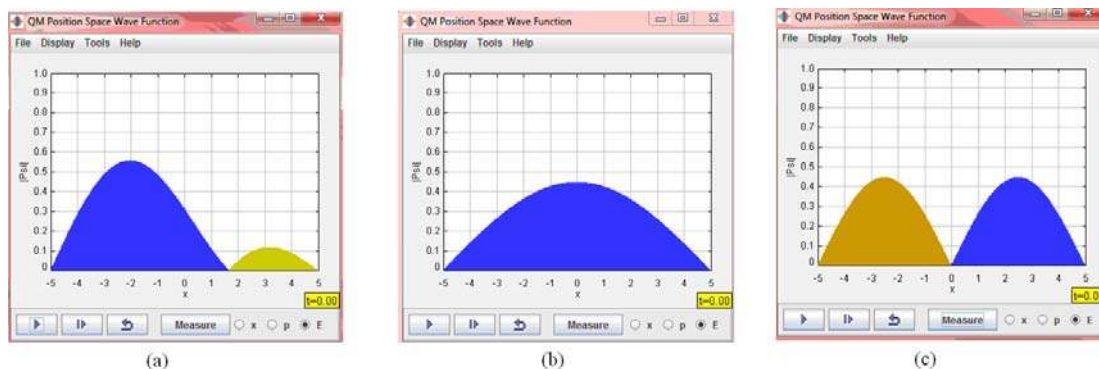 QM Position Space Wave Function
File Display Tools Help
1.0
0.9
0.8
0.7
0.6
0.5
0.4
0.3
0.2
0.1
0
|Psi|
-5 -4 -3 -2 -1 0 1 2 3 4 5
x
t=0.00
Measure x p E
(a)
QM Position Space Wave Function
File Display Tools Help
1.0
0.9
0.8
0.7
0.6
0.5
0.4
0.3
0.2
0.1
0
|Psi|
-5 -4 -3 -2 -1 0 1 2 3 4 5
x
t=0.00
Measure x p E
(b)
QM Position Space Wave Function
File Display Tools Help
1.0
0.9
0.8
0.7
0.6
0.5
0.4
0.3
0.2
0.1
0
|Psi|
-5 -4 -3 -2 -1 0 1 2 3 4 5
x
t=0.00
Measure x p E
(c)